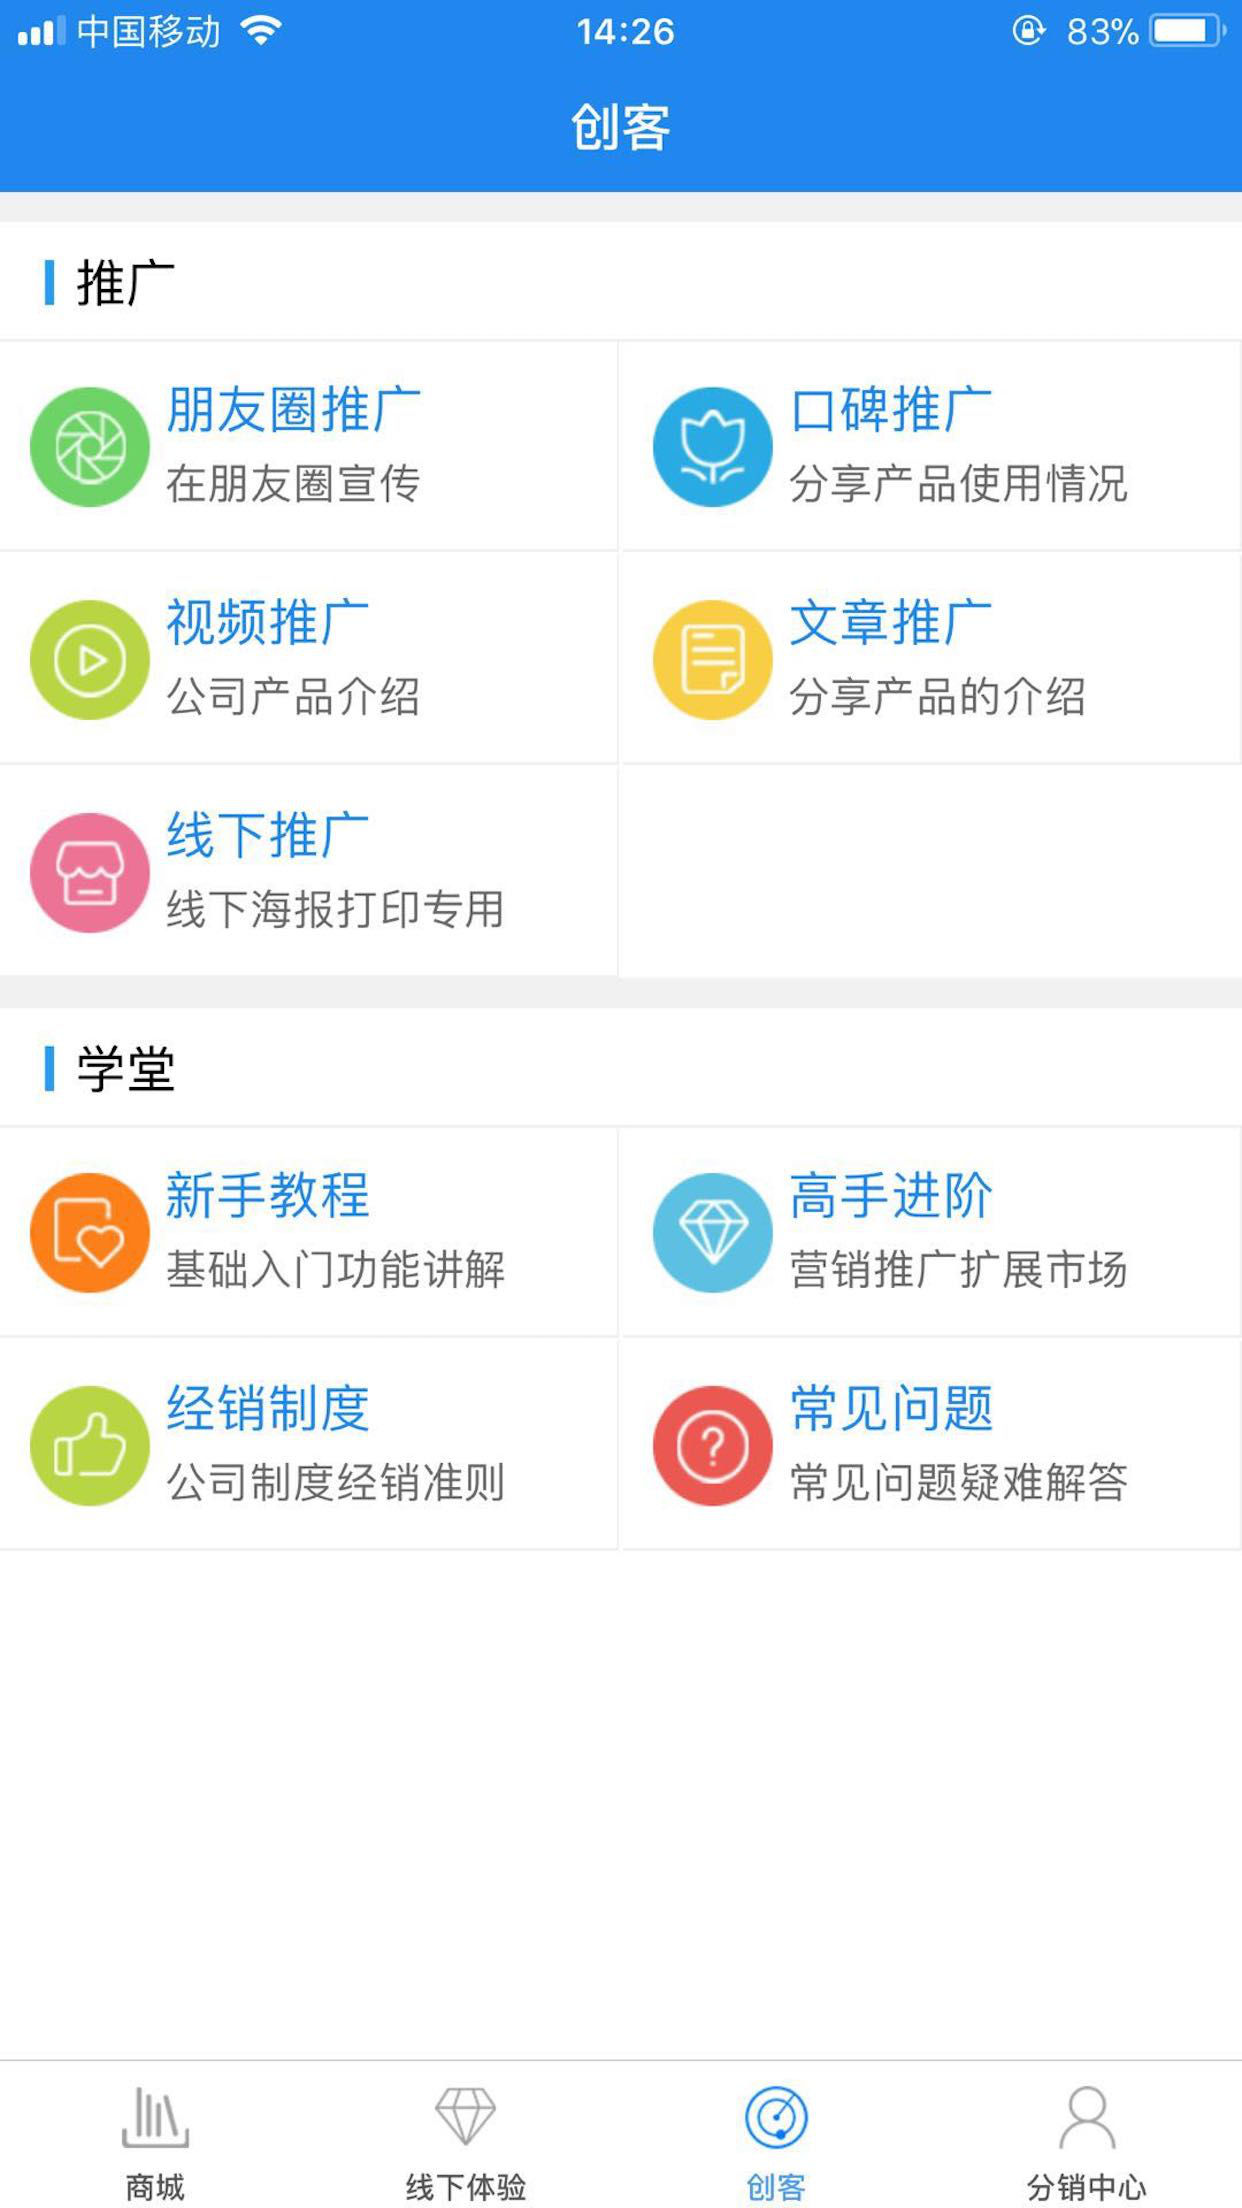 中国移动 14:26 83%
创客
推广
朋友圈推广
在朋友圈宣传
口碑推广
分享产品使用情况
视频推广
公司产品介绍
文章推广
分享产品的介绍
线下推广
线下海报打印专用
学堂
新手教程
基础入门功能讲解
高手进阶
营销推广扩展市场
经销制度
公司制度经销准则
常见问题
常见问题疑难解答
商城
线下体验
创客
分销中心